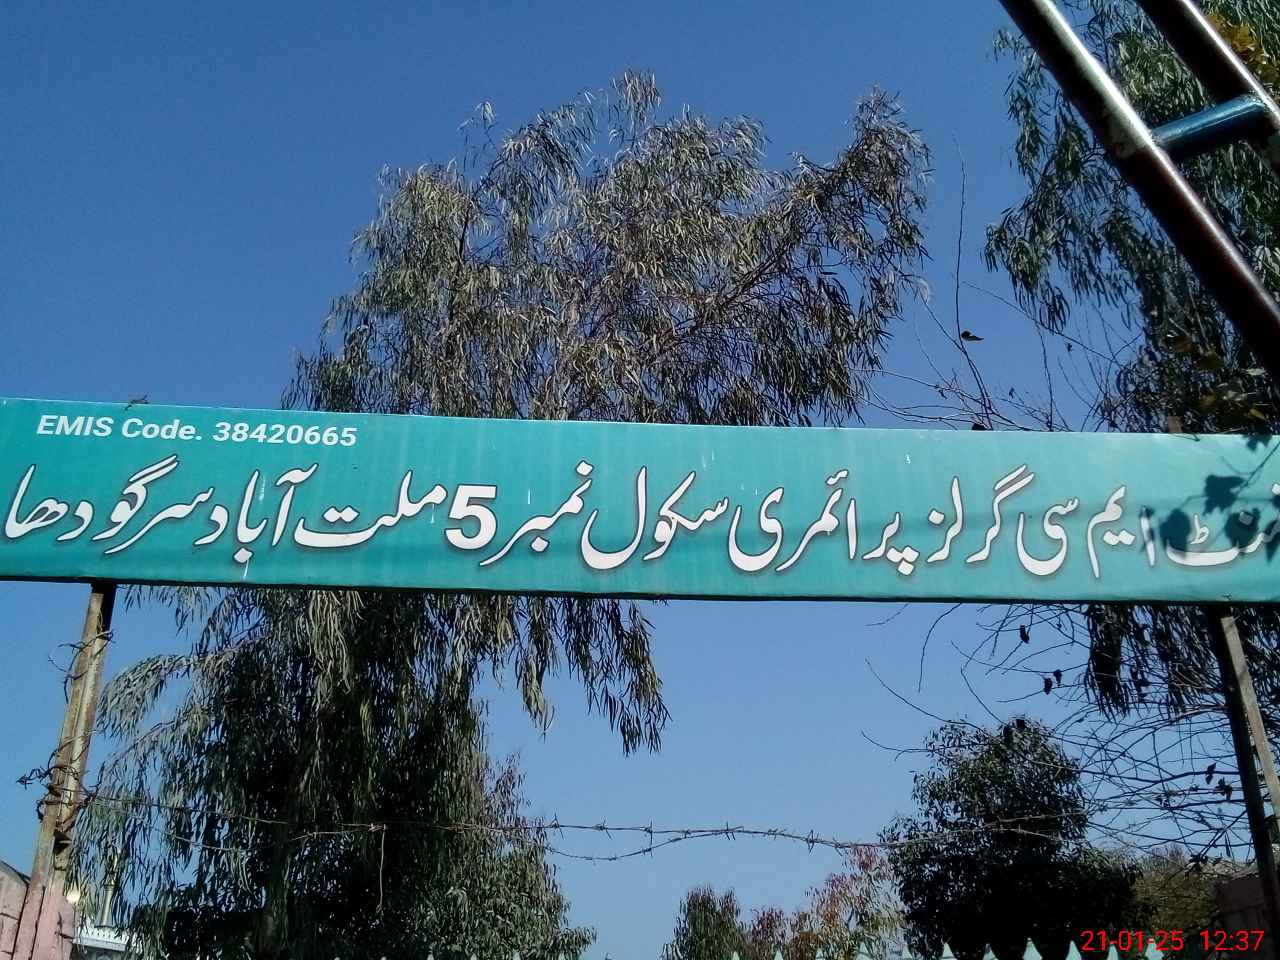 EMIS Code. 38420665
ایم سی گرلز پرائمری سکول نمبر 5 ملت آباد سرگودھا
21-01-25 12:37